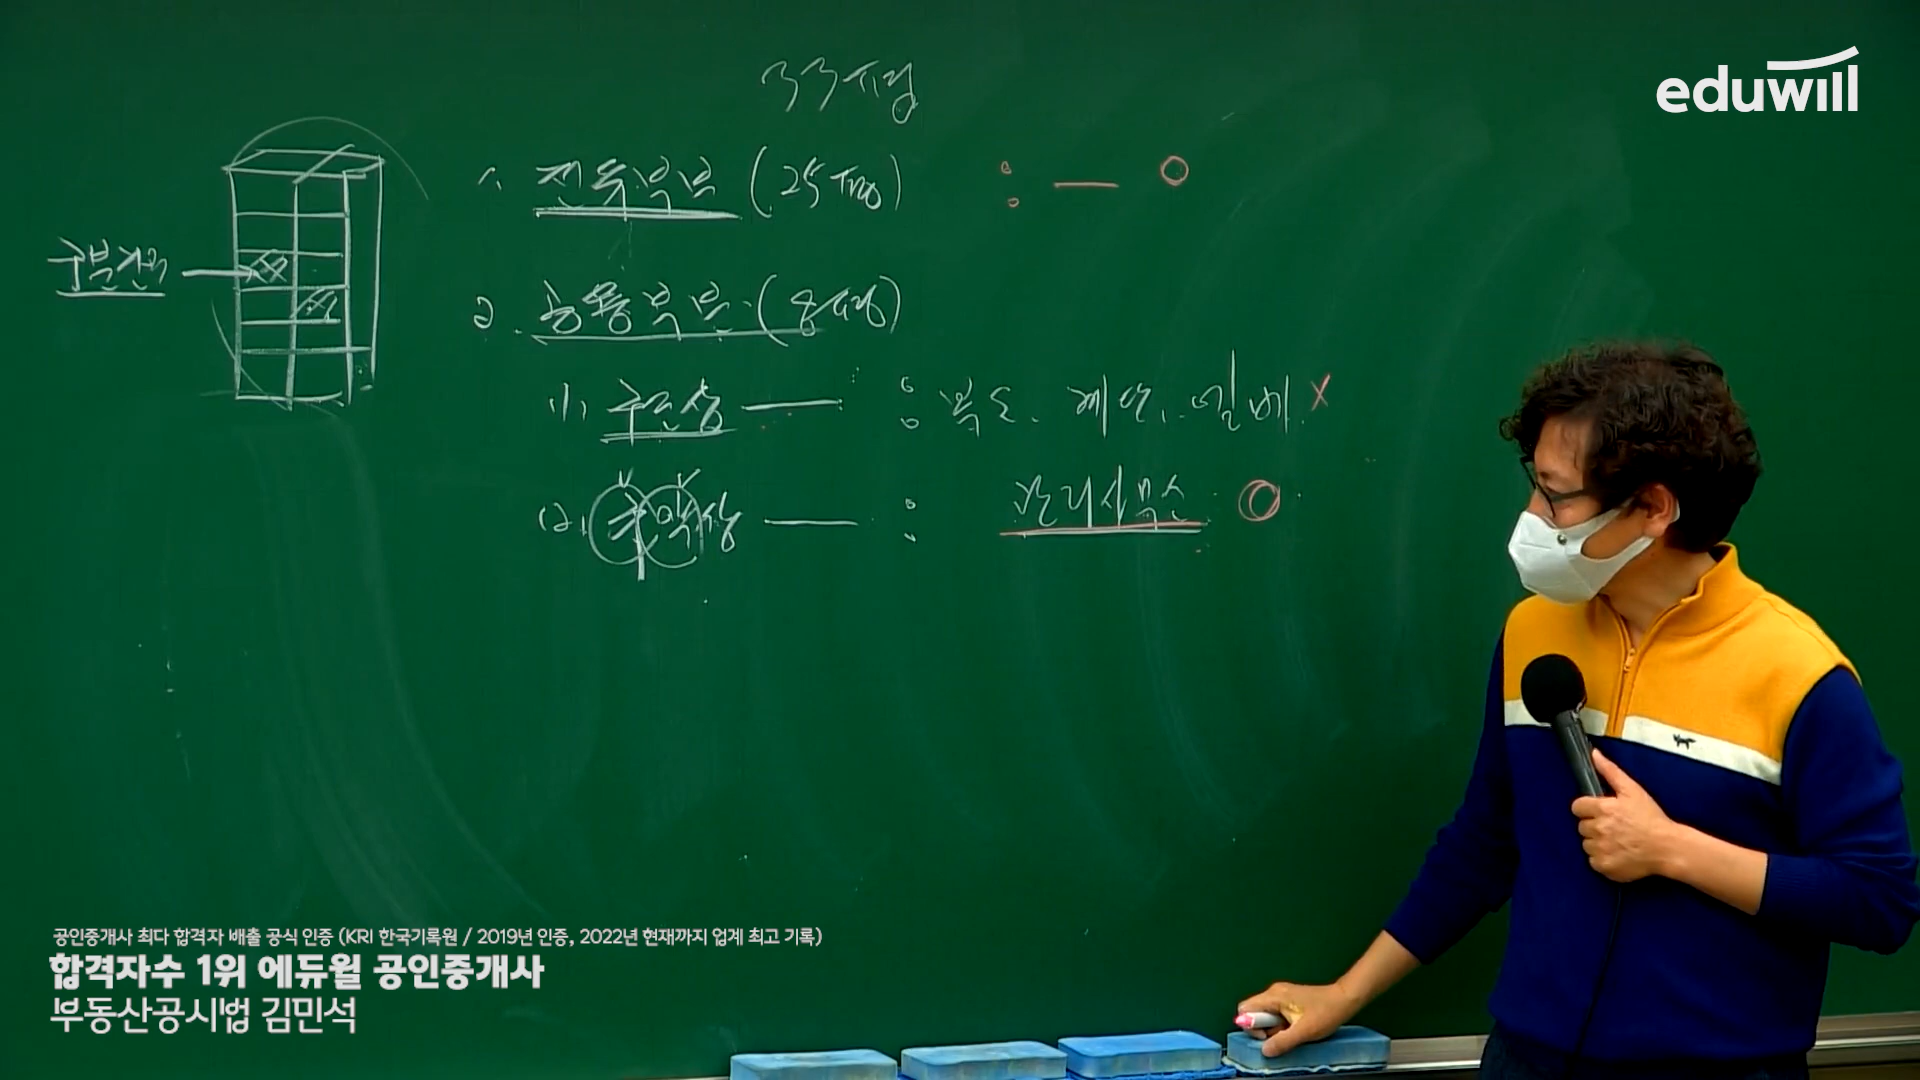 eduwill
33평
1. 전유부분 (25평)
구분건물
2. 공용부분 (8평)
(1) 구조상 : 복도, 계단, 엘베 X
(2) 규약상 : 관리사무소
공인중개사 최다 합격자 배출 공식 인증 (KRI 한국기록원 / 2019년 인증, 2022년 현재까지 업계 최고 기록)
합격자수 1위 에듀윌 공인중개사
부동산공시법 김민석